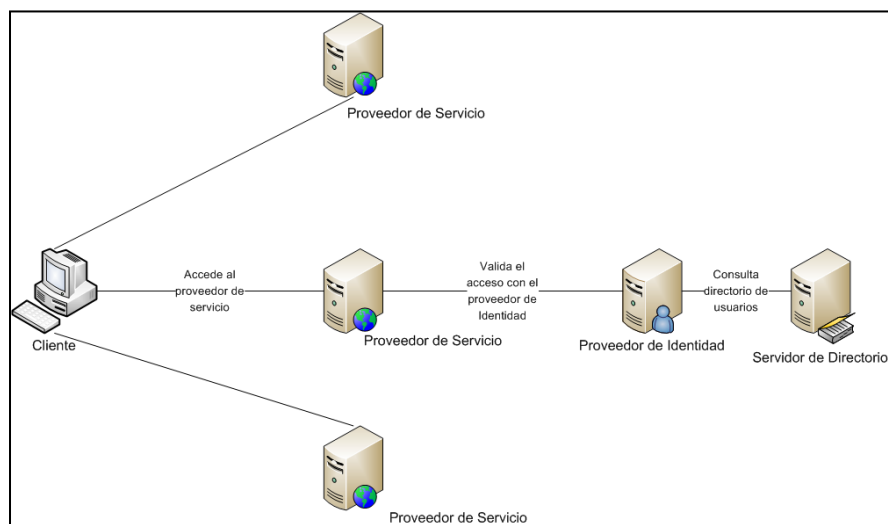 Proveedor de Servicio
Accede al
proveedor de
servicio
Valida el
acceso con el
proveedor de
Identidad
Consulta
directorio de
usuarios
Cliente
Proveedor de Servicio
Proveedor de Identidad
Servidor de Directorio
Proveedor de Servicio